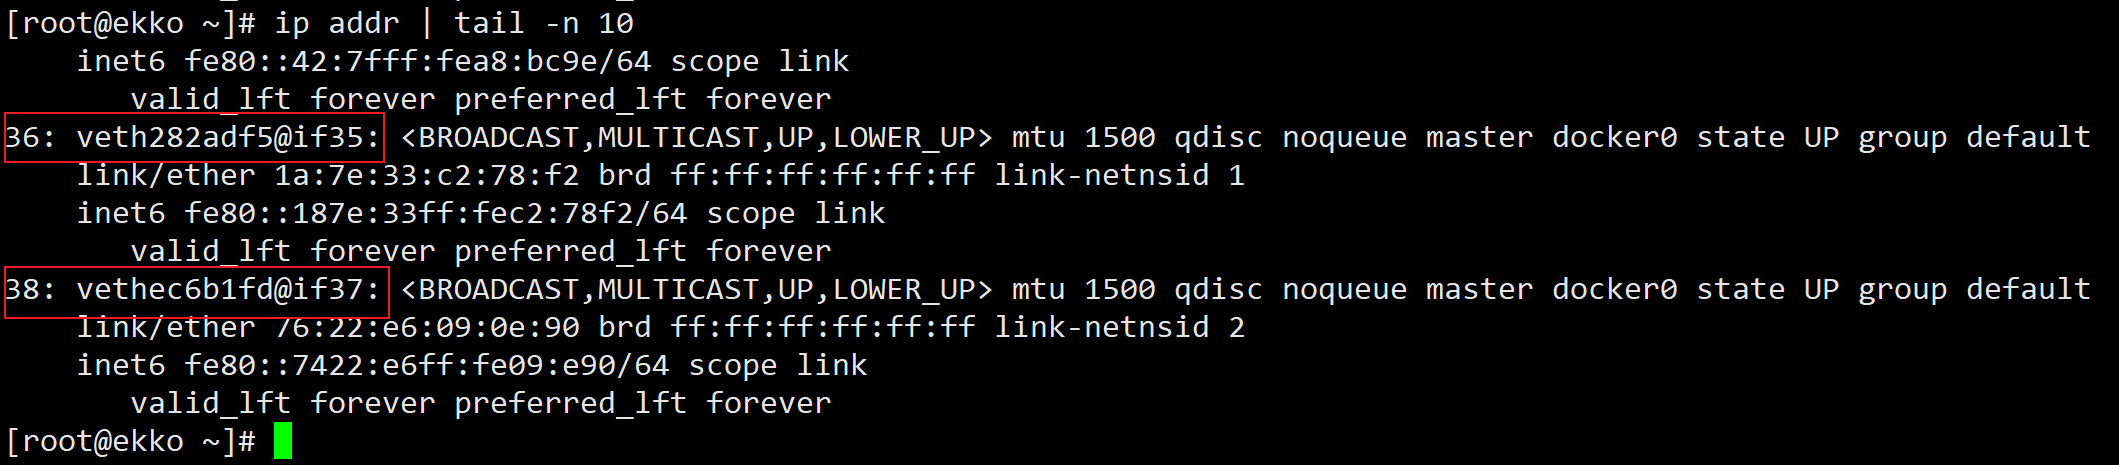 [root@ekko ~]# ip addr | tail -n 10
    inet6 fe80::42:7fff:fea8:bc9e/64 scope link
       valid_lft forever preferred_lft forever
36: veth282adf5@if35: <BROADCAST,MULTICAST,UP,LOWER_UP> mtu 1500 qdisc noqueue master docker0 state UP group default
    link/ether 1a:7e:33:c2:78:f2 brd ff:ff:ff:ff:ff:ff link-netnsid 1
    inet6 fe80::187e:33ff:fec2:78f2/64 scope link
       valid_lft forever preferred_lft forever
38: vethec6b1fd@if37: <BROADCAST,MULTICAST,UP,LOWER_UP> mtu 1500 qdisc noqueue master docker0 state UP group default
    link/ether 76:22:e6:09:0e:90 brd ff:ff:ff:ff:ff:ff link-netnsid 2
    inet6 fe80::7422:e6ff:fe09:e90/64 scope link
       valid_lft forever preferred_lft forever
[root@ekko ~]#